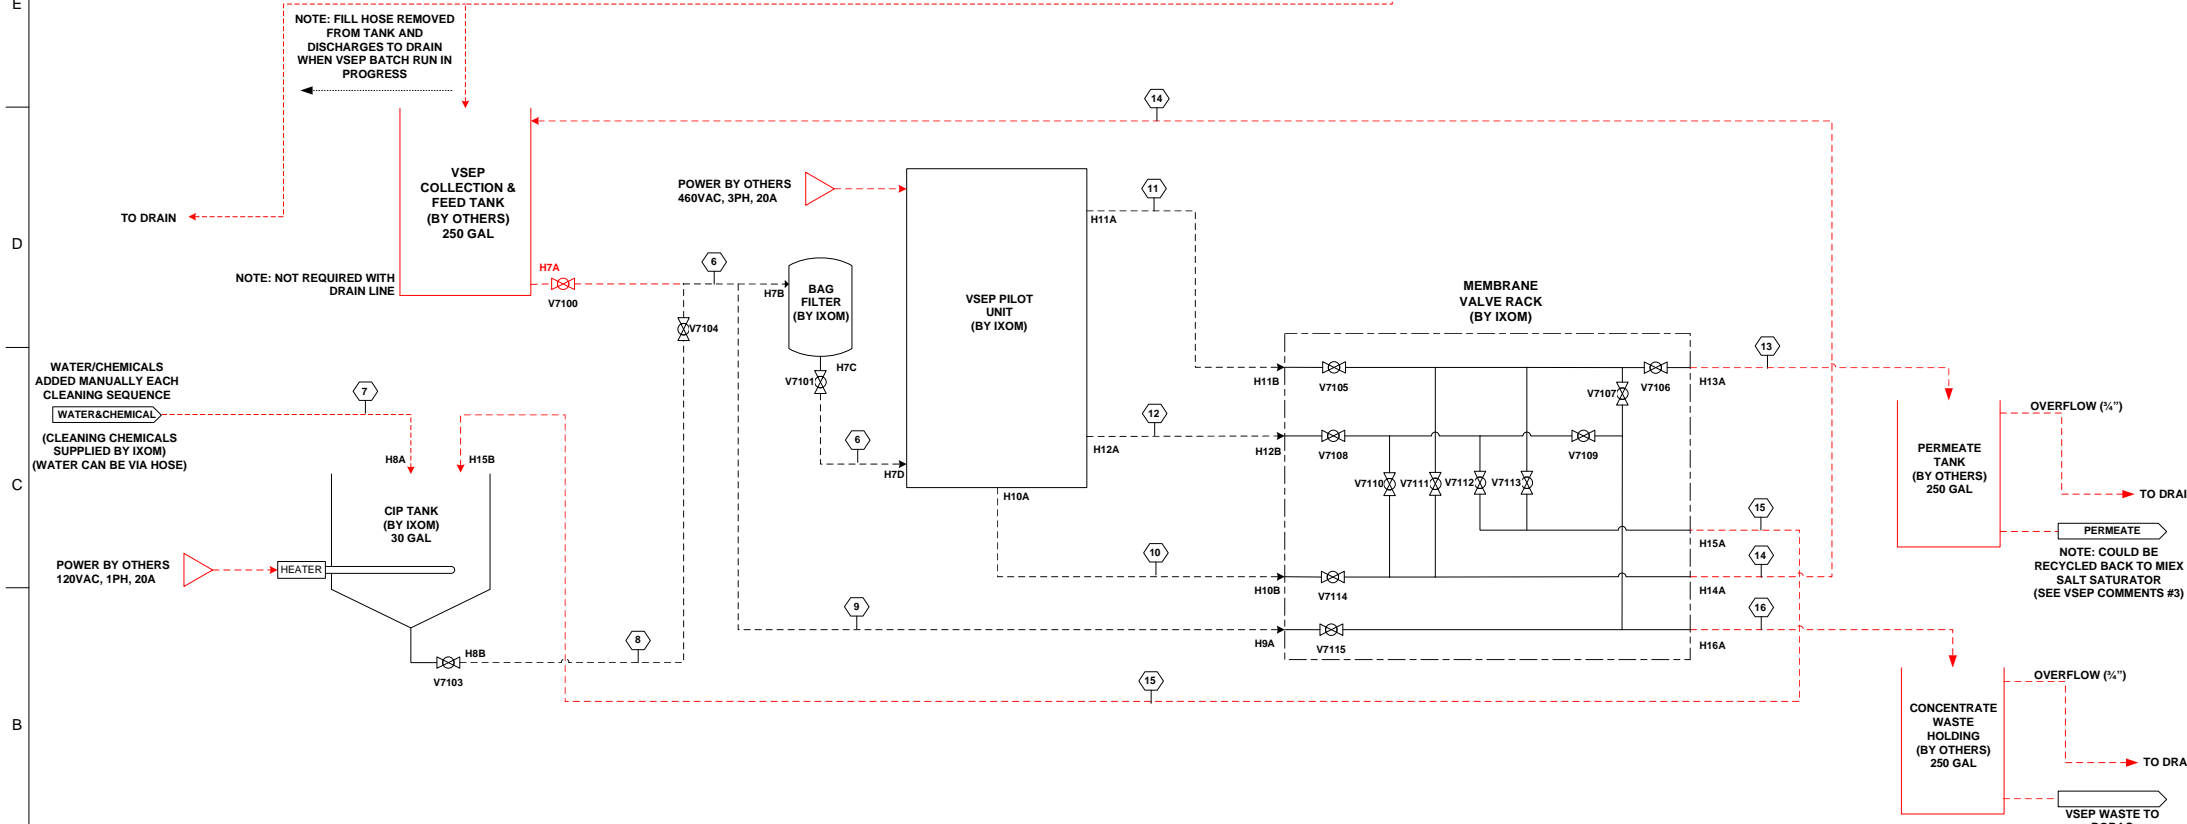 E
NOTE: FILL HOSE REMOVED
FROM TANK AND
DISCHARGES TO DRAIN
WHEN VSEP BATCH RUN IN
PROGRESS
14
VSEP
COLLECTION &
FEED TANK
(BY OTHERS)
250 GAL
TO DRAIN
POWER BY OTHERS
460VAC, 3PH, 20A
11
H11A
D
NOTE: NOT REQUIRED WITH
DRAIN LINE
H7A
V7100
6
H7B
BAG
FILTER
(BY IXOM)
V7104
VSEP PILOT
UNIT
(BY IXOM)
MEMBRANE
VALVE RACK
(BY IXOM)
H7C
V7101
WATER/CHEMICALS
ADDED MANUALLY EACH
CLEANING SEQUENCE
WATER&CHEMICAL
(CLEANING CHEMICALS
SUPPLIED BY IXOM)
(WATER CAN BE VIA HOSE)
7
H8A
H15B
6
H7D
12
H12A
H10A
H11B
V7105
V7107
V7106
H13A
13
H12B
V7108
V7109
V7110
V7111
V7112
V7113
15
H15A
14
H14A
H10B
V7114
10
9
H9A
V7115
16
H16A
OVERFLOW (¾”)
PERMEATE
TANK
(BY OTHERS)
250 GAL
TO DRAI
PERMEATE
NOTE: COULD BE
RECYCLED BACK TO MIEX
SALT SATURATOR
(SEE VSEP COMMENTS #3)
C
CIP TANK
(BY IXOM)
30 GAL
POWER BY OTHERS
120VAC, 1PH, 20A
HEATER
H8B
V7103
8
15
B
OVERFLOW (¾”)
CONCENTRATE
WASTE
HOLDING
(BY OTHERS)
250 GAL
TO DRA
VSEP WASTE TO